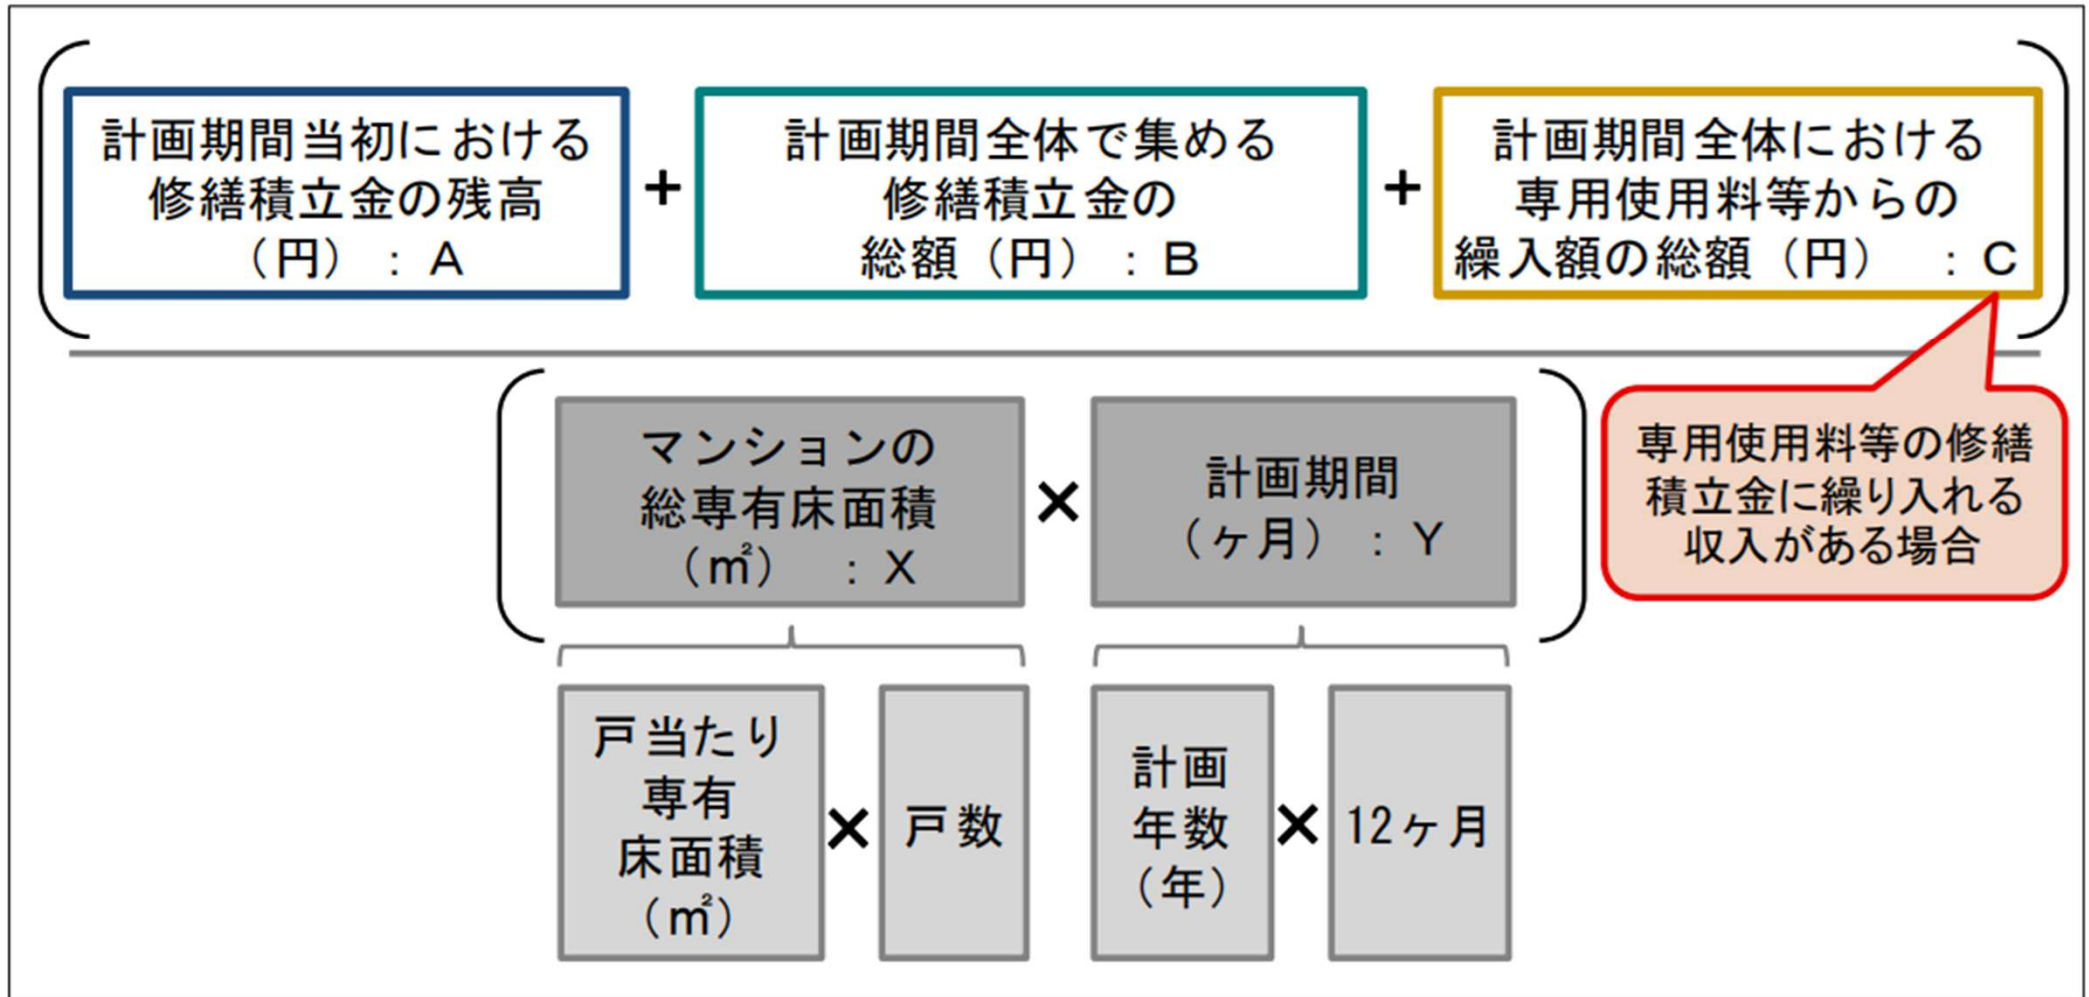 計画期間当初における
修繕積立金の残高
（円）：Ａ
＋
計画期間全体で集める
修繕積立金の
総額（円）：Ｂ
＋
計画期間全体における
専用使用料等からの
繰入額の総額（円）　：Ｃ
マンションの
総専有床面積
（㎡）　：Ｘ
×
計画期間
（ヶ月）：Ｙ
専用使用料等の修繕
積立金に繰り入れる
収入がある場合
戸当たり
専有
床面積
（㎡）
×
戸数
計画
年数
（年）
×
12ヶ月